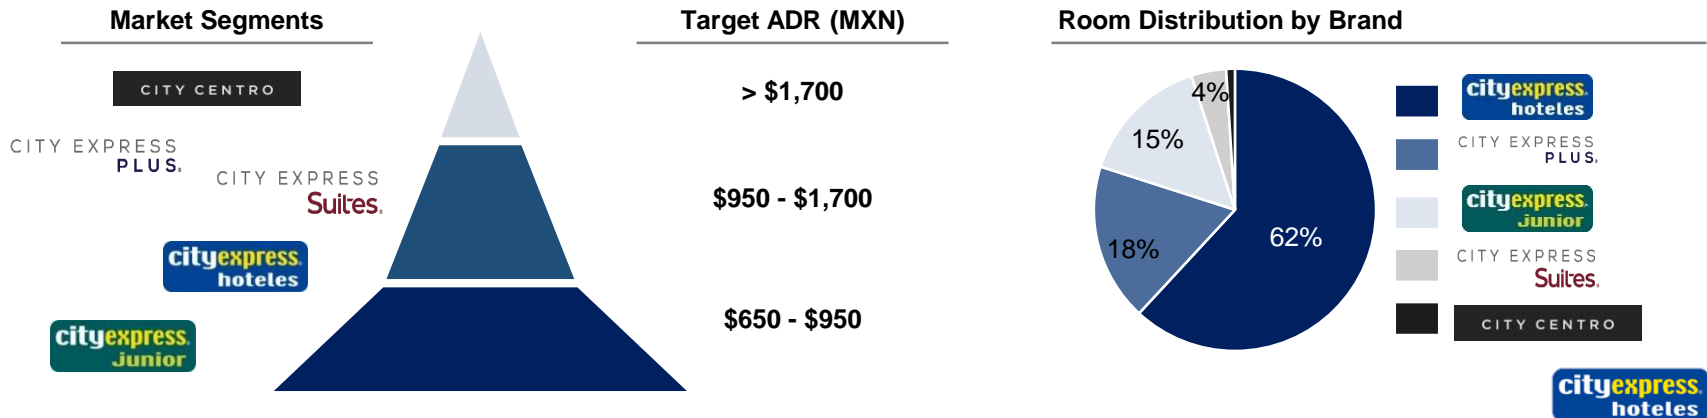 Market Segments
CITY CENTRO
CITY EXPRESS
PLUS.
CITY EXPRESS
Suites.
cityexpress.
hoteles
cityexpress.
junior
Target ADR (MXN)
> $1,700
$950 - $1,700
$650 - $950
Room Distribution by Brand
4%
15%
18%
62%
cityexpress.
hoteles
CITY EXPRESS
PLUS.
cityexpress.
junior
CITY EXPRESS
Suites.
CITY CENTRO
cityexpress.
hoteles